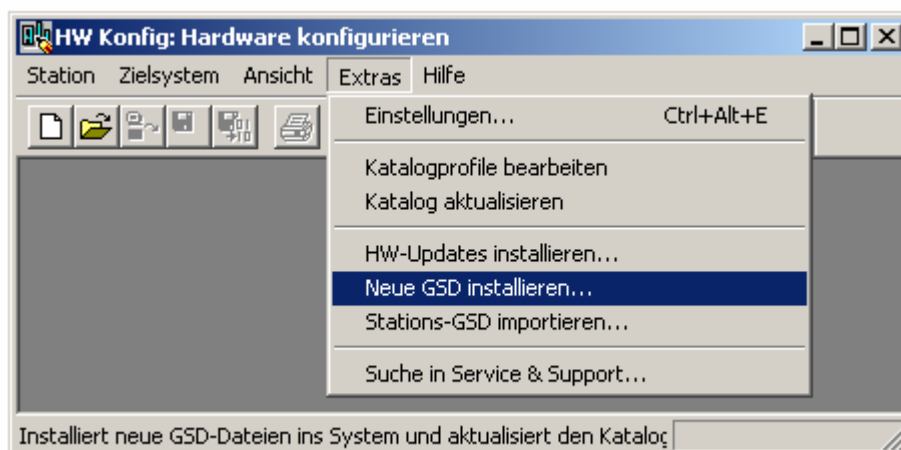 HW Konfig: Hardware konfigurieren
Station Zielsystem Ansicht Extras Hilfe
Einstellungen... Ctrl+Alt+E
Katalogprofile bearbeiten
Katalog aktualisieren
HW-Updates installieren...
Neue GSD installieren...
Stations-GSD importieren...
Suche in Service & Support...
Installiert neue GSD-Dateien ins System und aktualisiert den Katalog